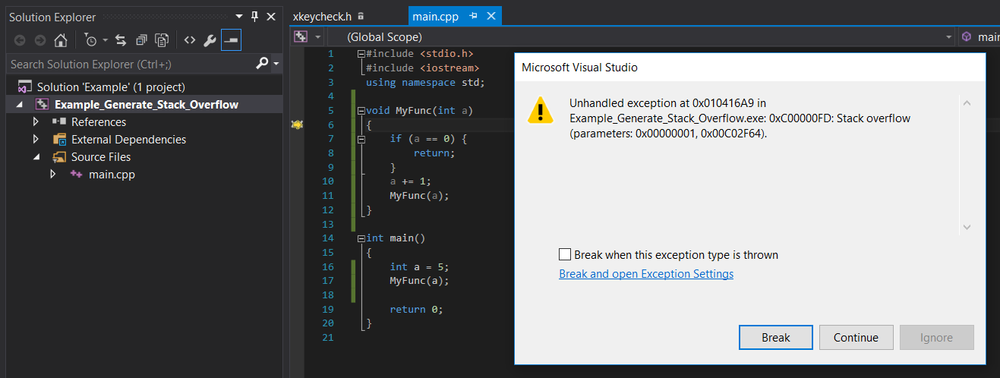 Solution Explorer
Search Solution Explorer (Ctrl+;)
Solution 'Example' (1 project)
Example_Generate_Stack_Overflow
References
External Dependencies
Source Files
main.cpp
xkeycheck.h
main.cpp
(Global Scope)
main
1 #include <stdio.h>
2 #include <iostream>
3 using namespace std;
4
5 void MyFunc(int a)
6 {
7 if (a == 0) {
8 return;
9 }
10 a += 1;
11 MyFunc(a);
12 }
13
14 int main()
15 {
16 int a = 5;
17 MyFunc(a);
18
19 return 0;
20 }
21
Microsoft Visual Studio
Unhandled exception at 0x010416A9 in
Example_Generate_Stack_Overflow.exe: 0xC00000FD: Stack overflow
(parameters: 0x00000001, 0x00C02F64).
Break when this exception type is thrown
Break and open Exception Settings
Break
Continue
Ignore